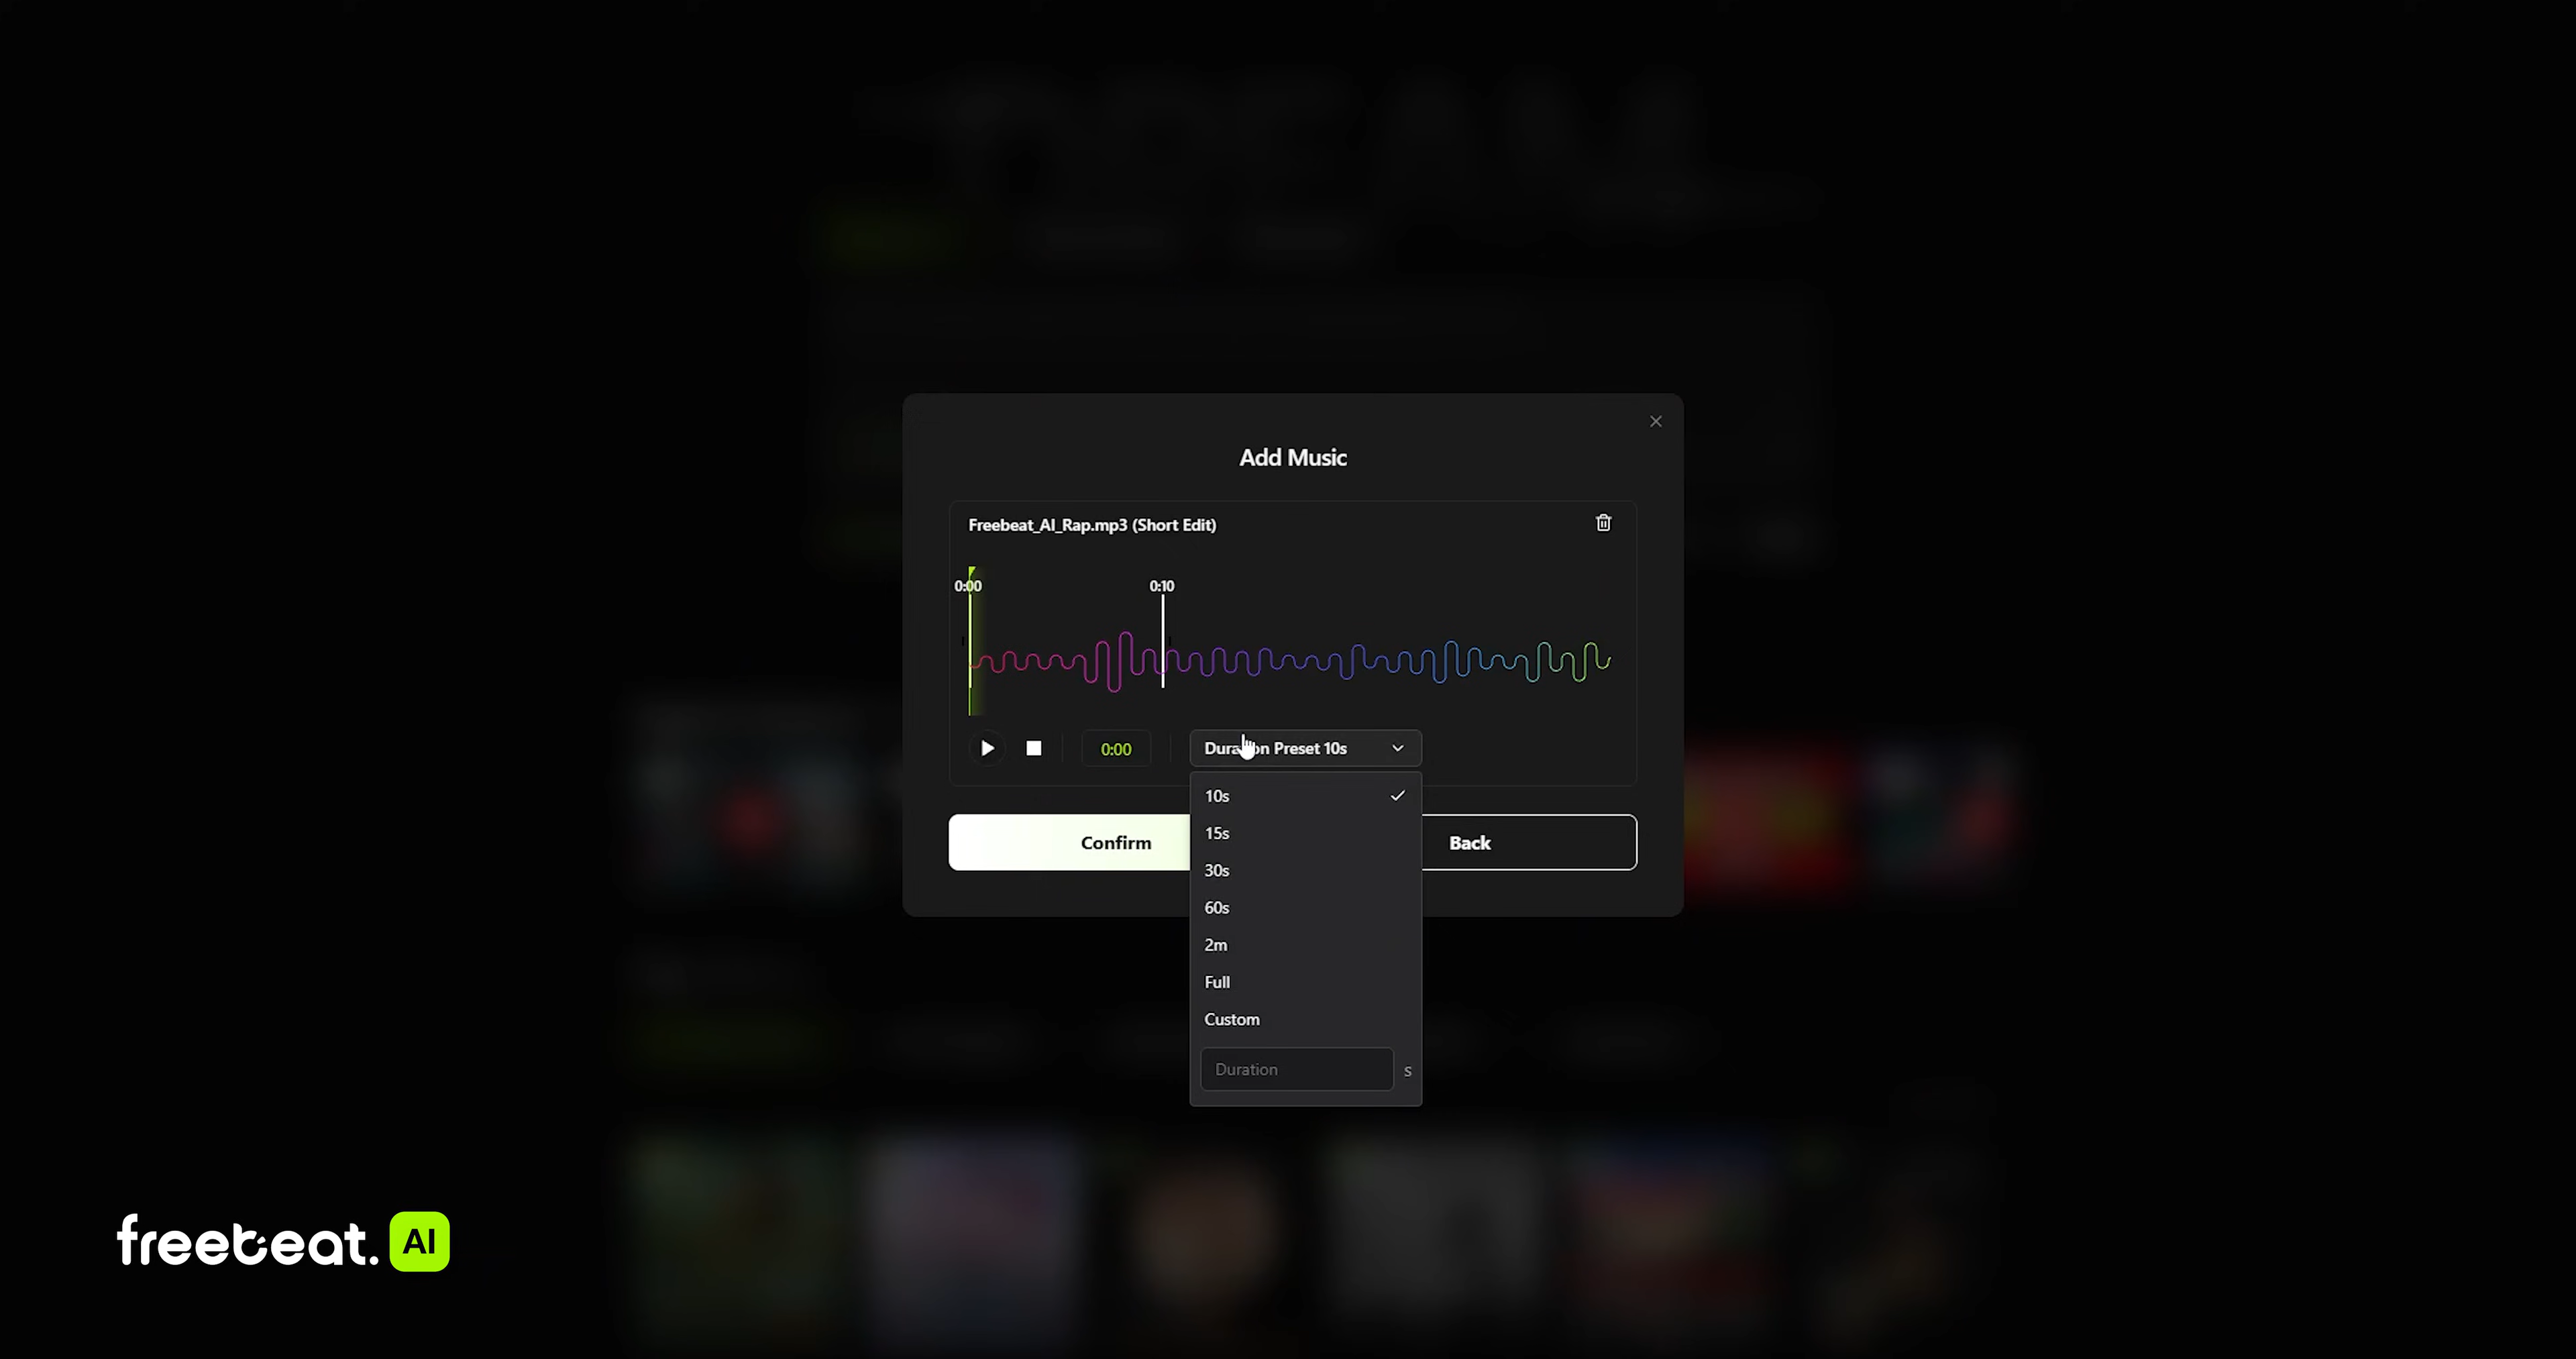 Add Music
Freebeat_AI_Rap.mp3 (Short Edit)
0:00 0:10
0:00 Duration Preset 10s
10s
15s
Confirm Back
30s
60s
2m
Full
Custom
Duration s
freebeat. AI